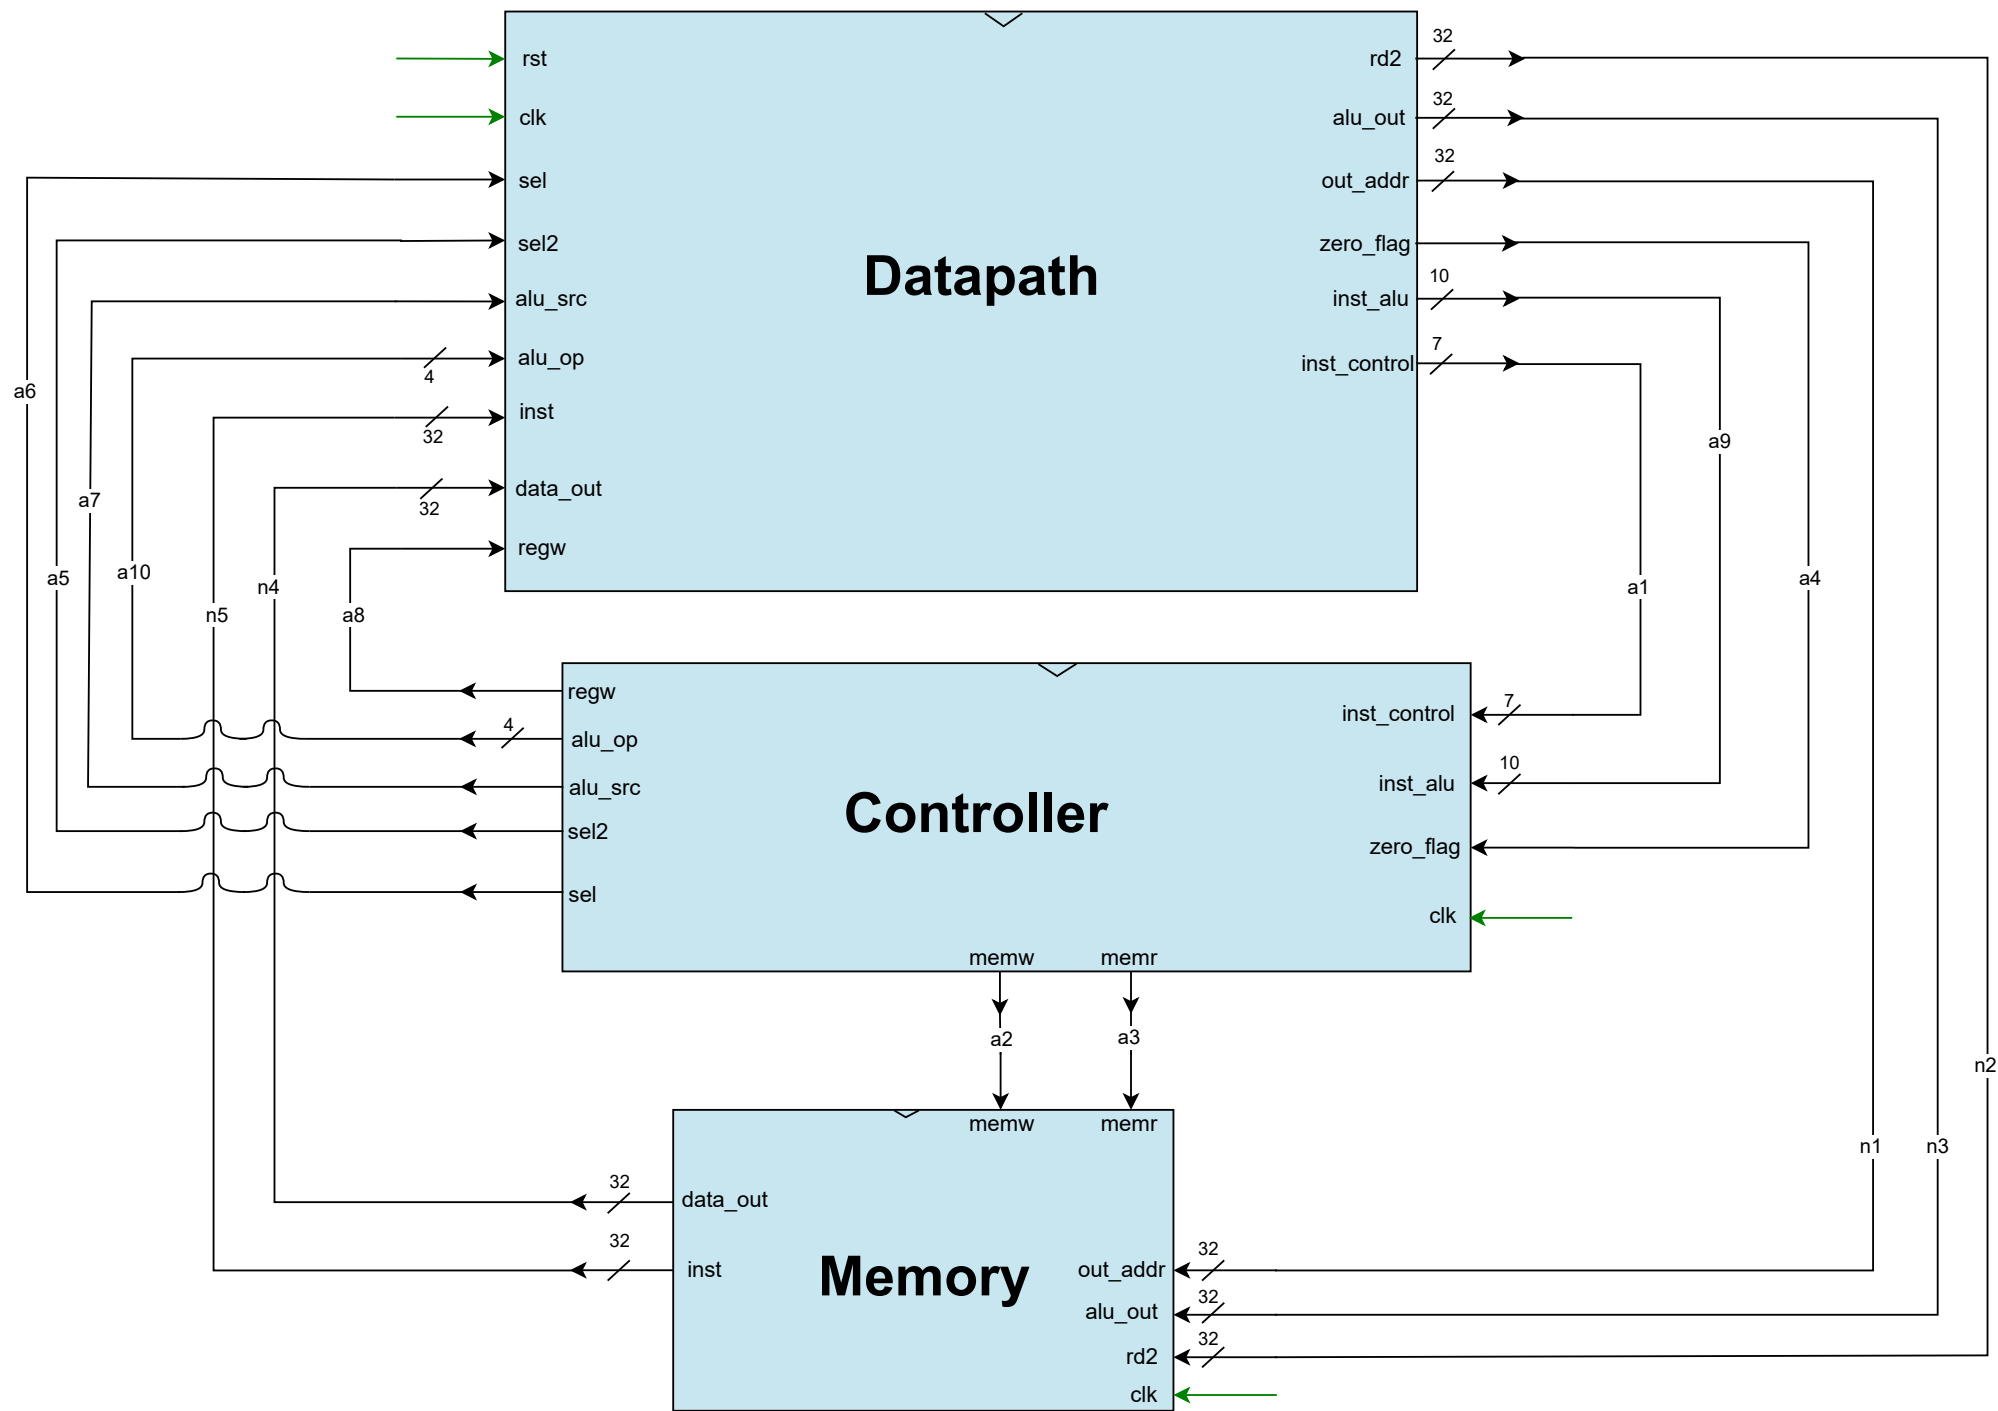 rst
clk
sel
sel2
alu_src
alu_op
4
inst
32
data_out
32
regw
Datapath
32
rd2
32
alu_out
32
out_addr
zero_flag
10
inst_alu
7
inst_control
a6
a7
a5
a10
n5
n4
a8
a1
a9
a4
n2
n1
n3
regw
4
alu_op
alu_src
sel2
sel
Controller
7
inst_control
10
inst_alu
zero_flag
clk
memw
memr
a2
a3
memw
memr
32
data_out
32
inst
Memory
32
out_addr
32
alu_out
32
rd2
clk